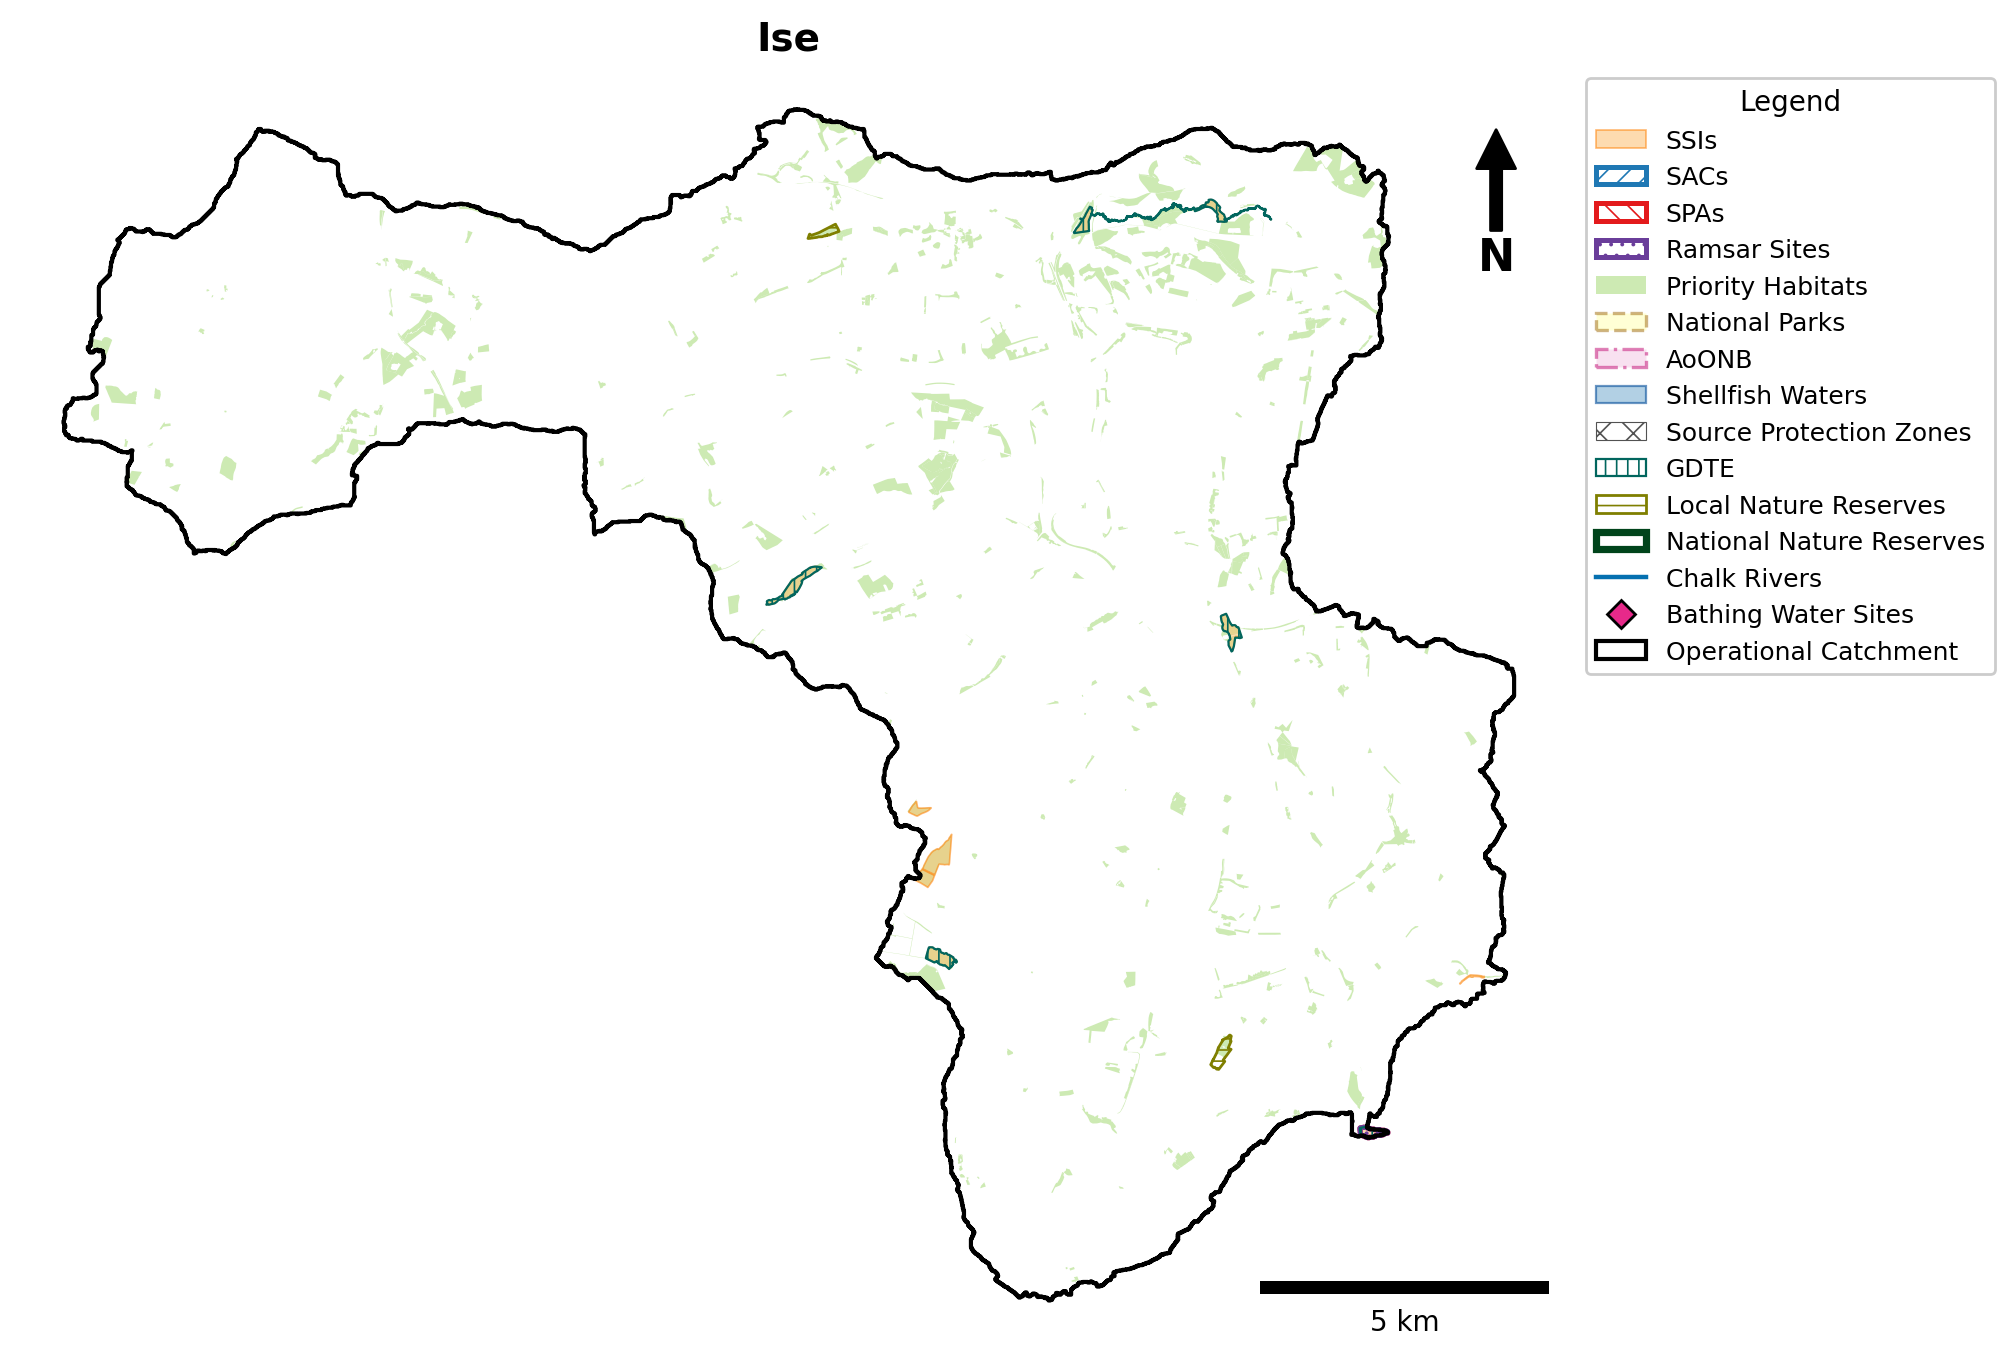 Ise
Legend
SSIs
SACs
SPAs
Ramsar Sites
Priority Habitats
National Parks
AoONB
Shellfish Waters
Source Protection Zones
GDTE
Local Nature Reserves
National Nature Reserves
Chalk Rivers
Bathing Water Sites
Operational Catchment
N
5 km